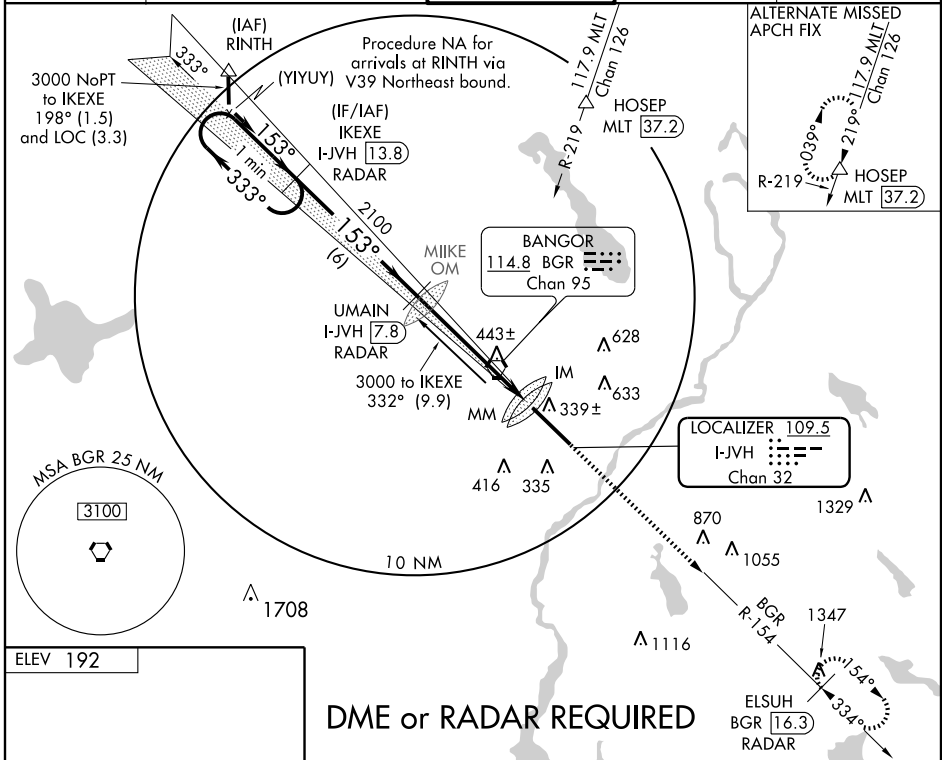 (IAF)
RINTH
333°
3000 NoPT
to IKEXE
198° (1.5)
and LOC (3.3)
Procedure NA for
arrivals at RINTH via
V39 Northeast bound.
(YIYUY)
(IF/IAF)
IKEXE
I-JVH 13.8
RADAR
153°
1 min
333°
2100
153°
(6)
MIIKE
OM
117.9 MLT
Chan 126
HOSEP
MLT 37.2
R-219
ALTERNATE MISSED
APCH FIX
117.9 MLT
Chan 126
039°
219°
R-219
HOSEP
MLT 37.2
BANGOR
114.8 BGR
Chan 95
UMAIN
I-JVH 7.8
RADAR
443±
628
3000 to IKEXE
332° (9.9)
IM
633
MM
339±
LOCALIZER 109.5
I-JVH
Chan 32
416
335
MSA BGR 25 NM
3100
1329
870
1055
10 NM
1708
BGR
R-154
1347
1116
154°
334°
ELSUH
BGR 16.3
RADAR
ELEV 192
DME or RADAR REQUIRED